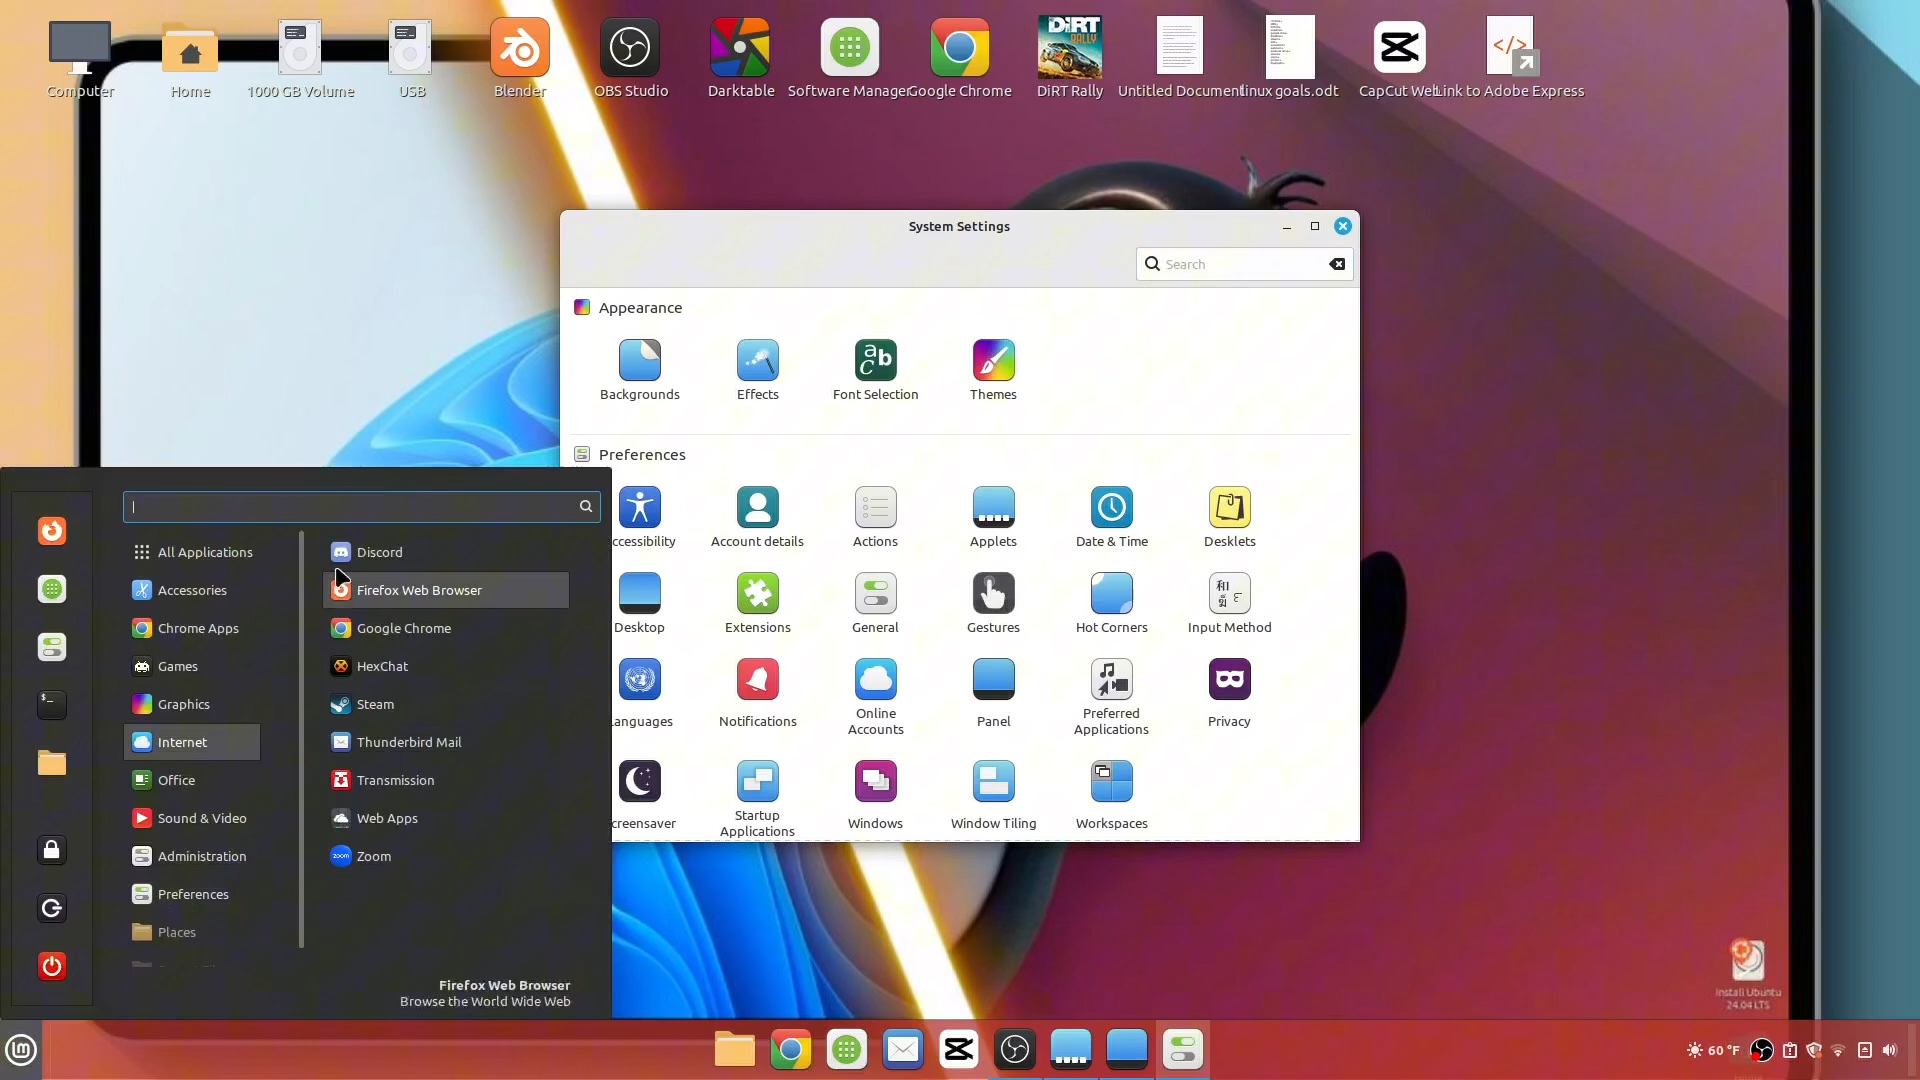 Computer
Home
1000 GB Volume
USB
Blender
OBS Studio
Darktable
Software Manager
Google Chrome
DiRT
RALLY
DiRT Rally
Untitled Document
linux goals.odt
CapCut Web
Link to Adobe Express
System Settings
Search
Appearance
Backgrounds
Effects
Font Selection
Themes
Preferences
ccessibility
Account details
Actions
Applets
Date & Time
Desklets
Desktop
Extensions
General
Gestures
Hot Corners
Input Method
anguages
Notifications
Online
Accounts
Panel
Preferred
Applications
Privacy
creensaver
Startup
Applications
Windows
Window Tiling
Workspaces
All Applications
Accessories
Chrome Apps
Games
Graphics
Internet
Office
Sound & Video
Administration
Preferences
Places
Discord
Firefox Web Browser
Google Chrome
HexChat
Steam
Thunderbird Mail
Transmission
Web Apps
zoom
Zoom
Firefox Web Browser
Browse the World Wide Web
Install Ubuntu
24.04 LTS
60 °F